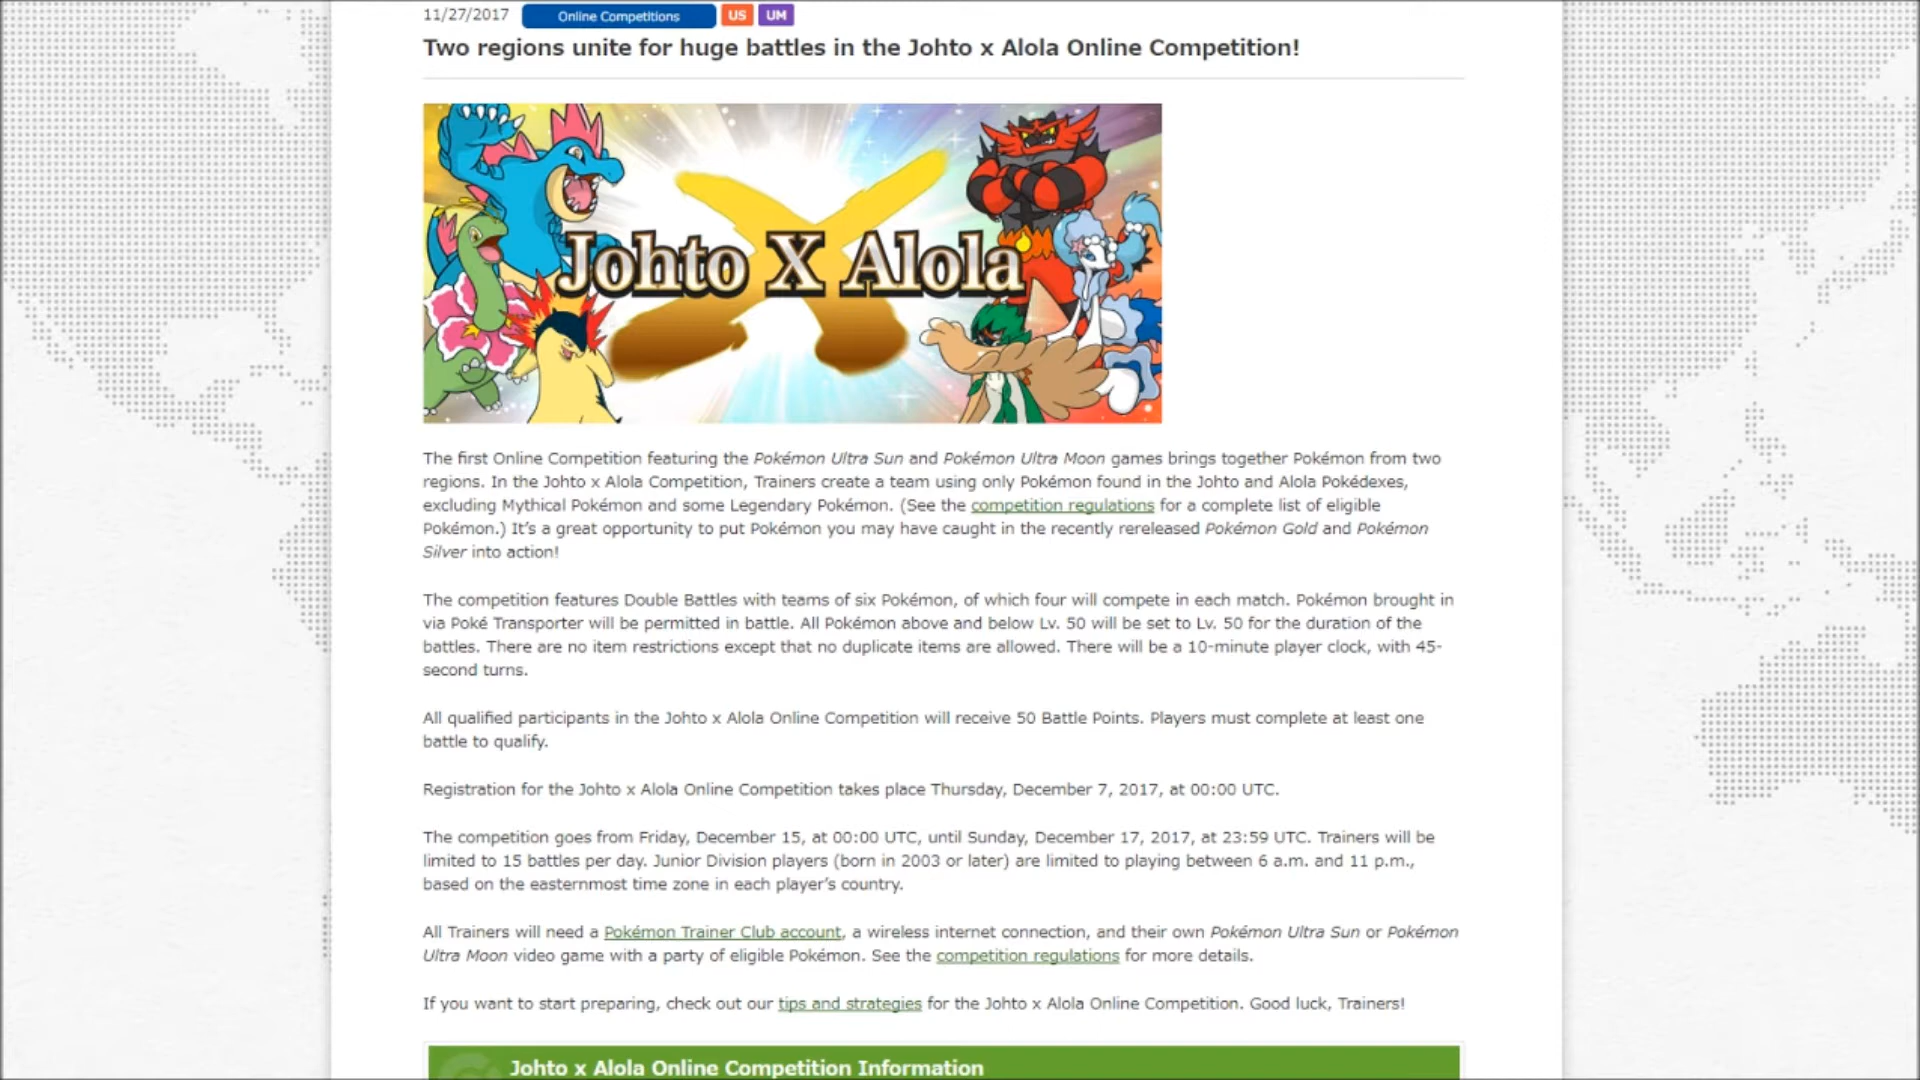 11/27/2017 Online Competitions US UM
Two regions unite for huge battles in the Johto x Alola Online Competition!
Johto X Alola
The first Online Competition featuring the Pokémon Ultra Sun and Pokémon Ultra Moon games brings together Pokémon from two
regions. In the Johto x Alola Competition, Trainers create a team using only Pokémon found in the Johto and Alola Pokédexes,
excluding Mythical Pokémon and some Legendary Pokémon. (See the competition regulations for a complete list of eligible
Pokémon.) It's a great opportunity to put Pokémon you may have caught in the recently rereleased Pokémon Gold and Pokémon
Silver into action!
The competition features Double Battles with teams of six Pokémon, of which four will compete in each match. Pokémon brought in
via Poké Transporter will be permitted in battle. All Pokémon above and below Lv. 50 will be set to Lv. 50 for the duration of the
battles. There are no item restrictions except that no duplicate items are allowed. There will be a 10-minute player clock, with 45-
second turns.
All qualified participants in the Johto x Alola Online Competition will receive 50 Battle Points. Players must complete at least one
battle to qualify.
Registration for the Johto x Alola Online Competition takes place Thursday, December 7, 2017, at 00:00 UTC.
The competition goes from Friday, December 15, at 00:00 UTC, until Sunday, December 17, 2017, at 23:59 UTC. Trainers will be
limited to 15 battles per day. Junior Division players (born in 2003 or later) are limited to playing between 6 a.m. and 11 p.m.,
based on the easternmost time zone in each player's country.
All Trainers will need a Pokémon Trainer Club account, a wireless internet connection, and their own Pokémon Ultra Sun or Pokémon
Ultra Moon video game with a party of eligible Pokémon. See the competition regulations for more details.
If you want to start preparing, check out our tips and strategies for the Johto x Alola Online Competition. Good luck, Trainers!
Johto x Alola Online Competition Information